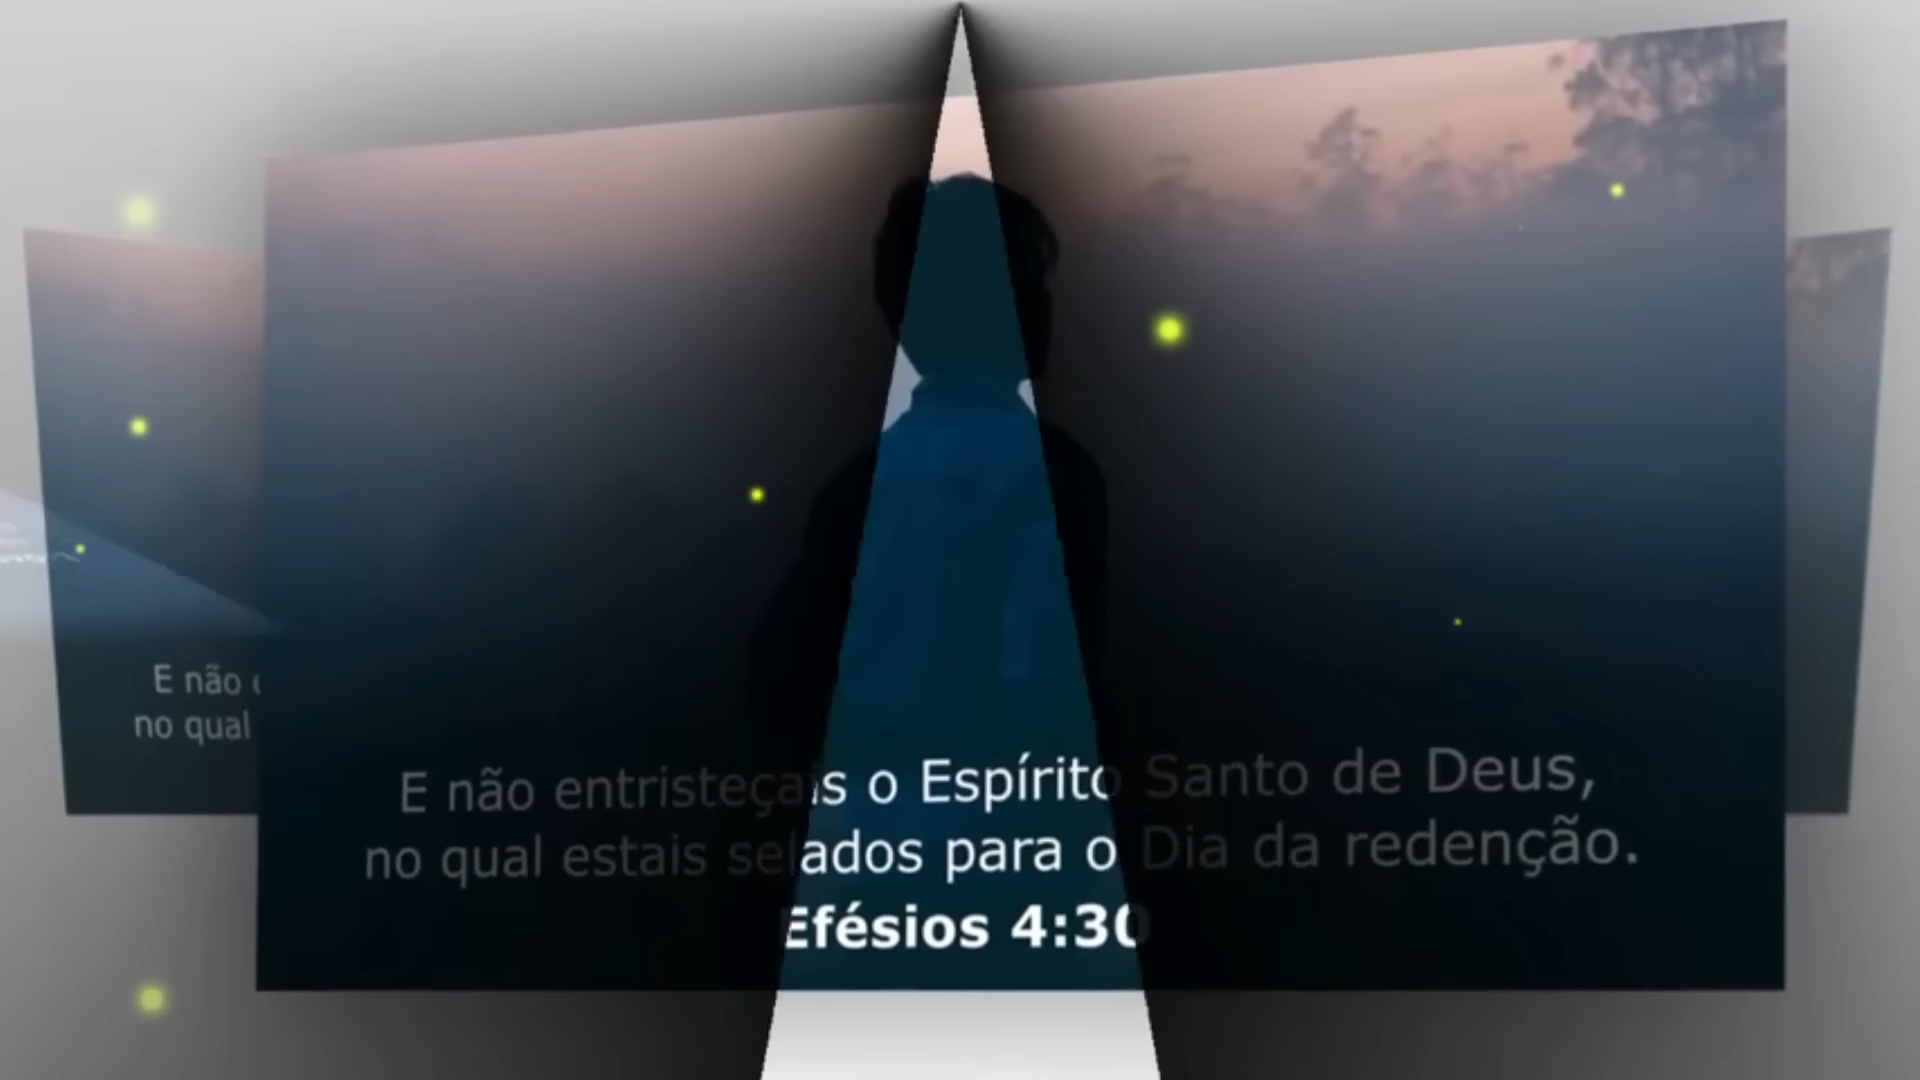 E não
no qual
E não entristeçais o Espírito Santo de Deus,
no qual estais selados para o Dia da redenção.
Efésios 4:30